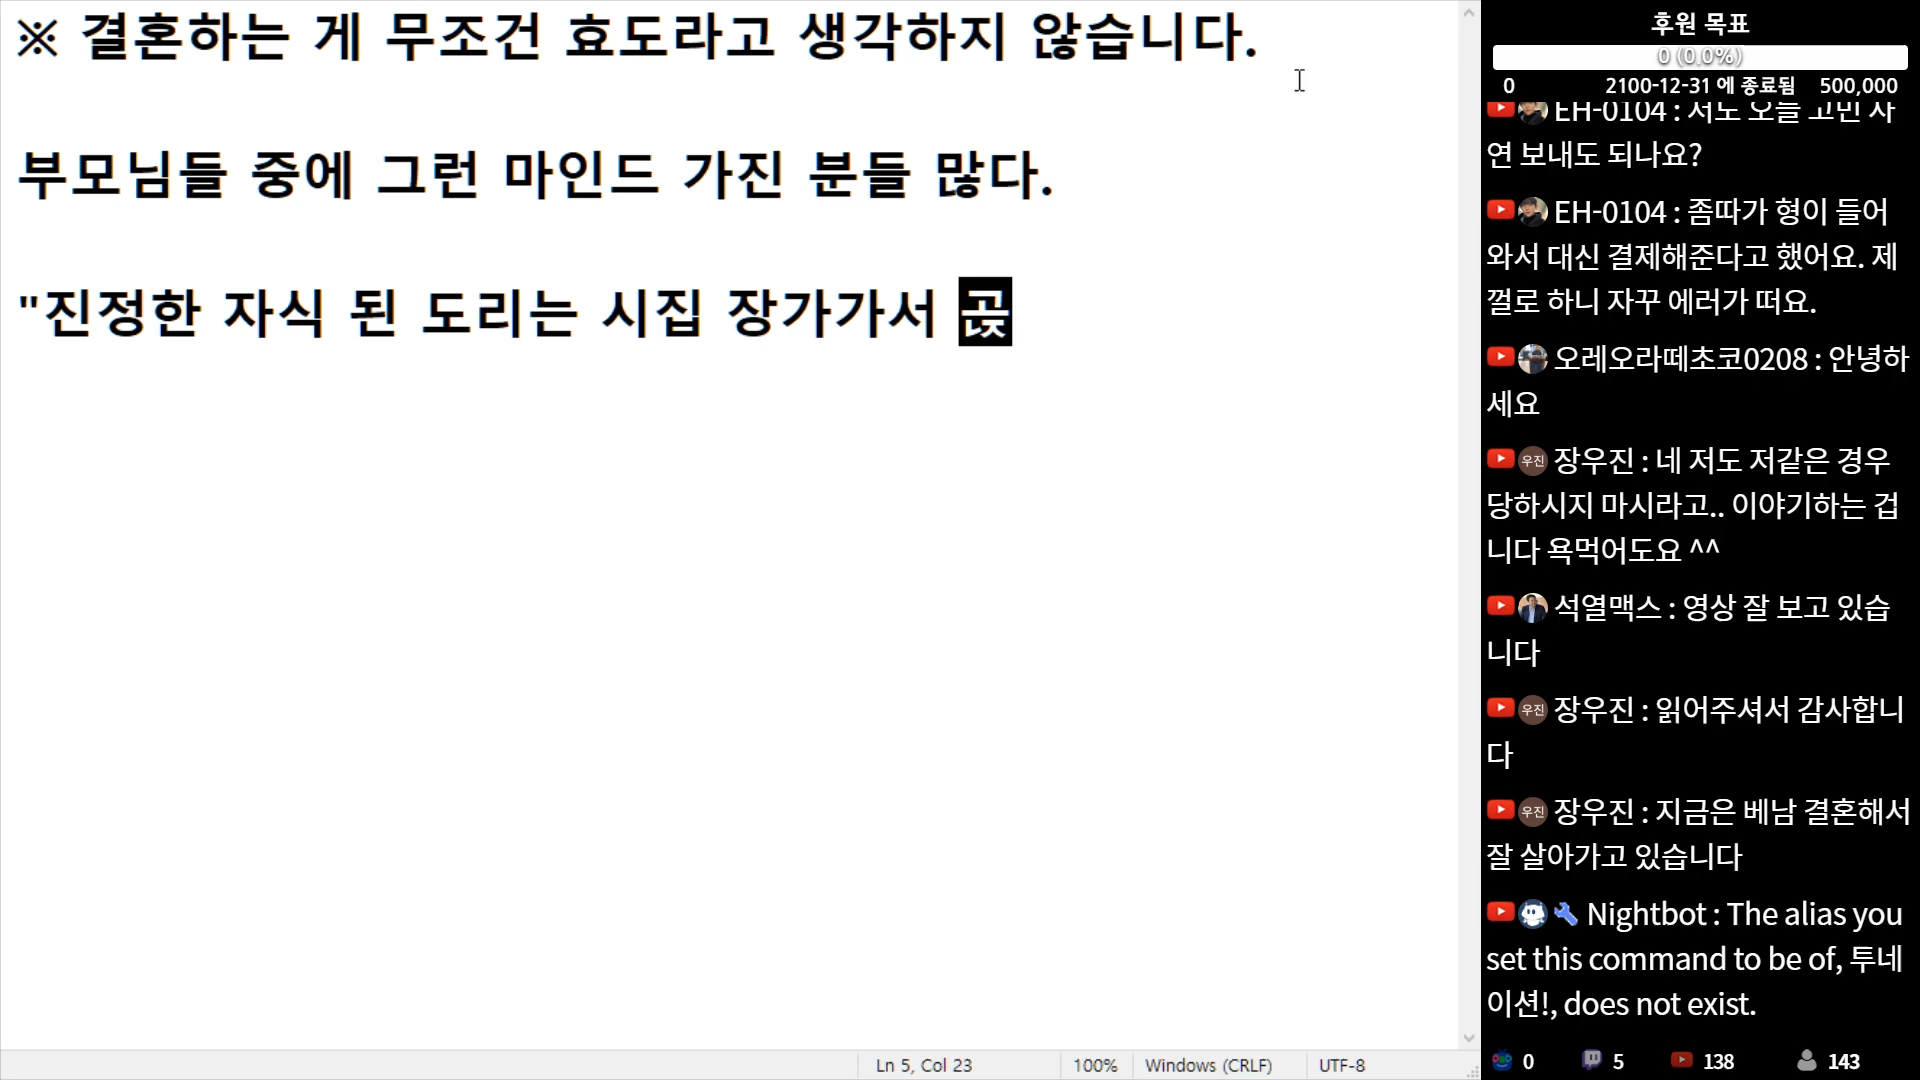 ※ 결혼하는 게 무조건 효도라고 생각하지 않습니다.
부모님들 중에 그런 마인드 가진 분들 많다.
"진정한 자식 된 도리는 시집 장가가서
후원 목표
0 (0.0%)
0 2100-12-31 에 종료됨 500,000
EH-0104 : 저도 오늘 고민 사
연 보내도 되나요?
EH-0104 : 좀따가 형이 들어
와서 대신 결제해준다고 했어요. 제
껄로 하니 자꾸 에러가 떠요.
오레오라떼초코0208 : 안녕하
세요
우진 장우진 : 네 저도 저같은 경우
당하시지 마시라고.. 이야기하는 겁
니다 욕먹어도요 ^^
석열맥스 : 영상 잘 보고 있습
니다
우진 장우진 : 읽어주셔서 감사합니
다
우진 장우진 : 지금은 베남 결혼해서
잘 살아가고 있습니다
Nightbot : The alias you
set this command to be of, 투네
이션!, does not exist.
0 5 138 143
Ln 5, Col 23 100% Windows (CRLF) UTF-8